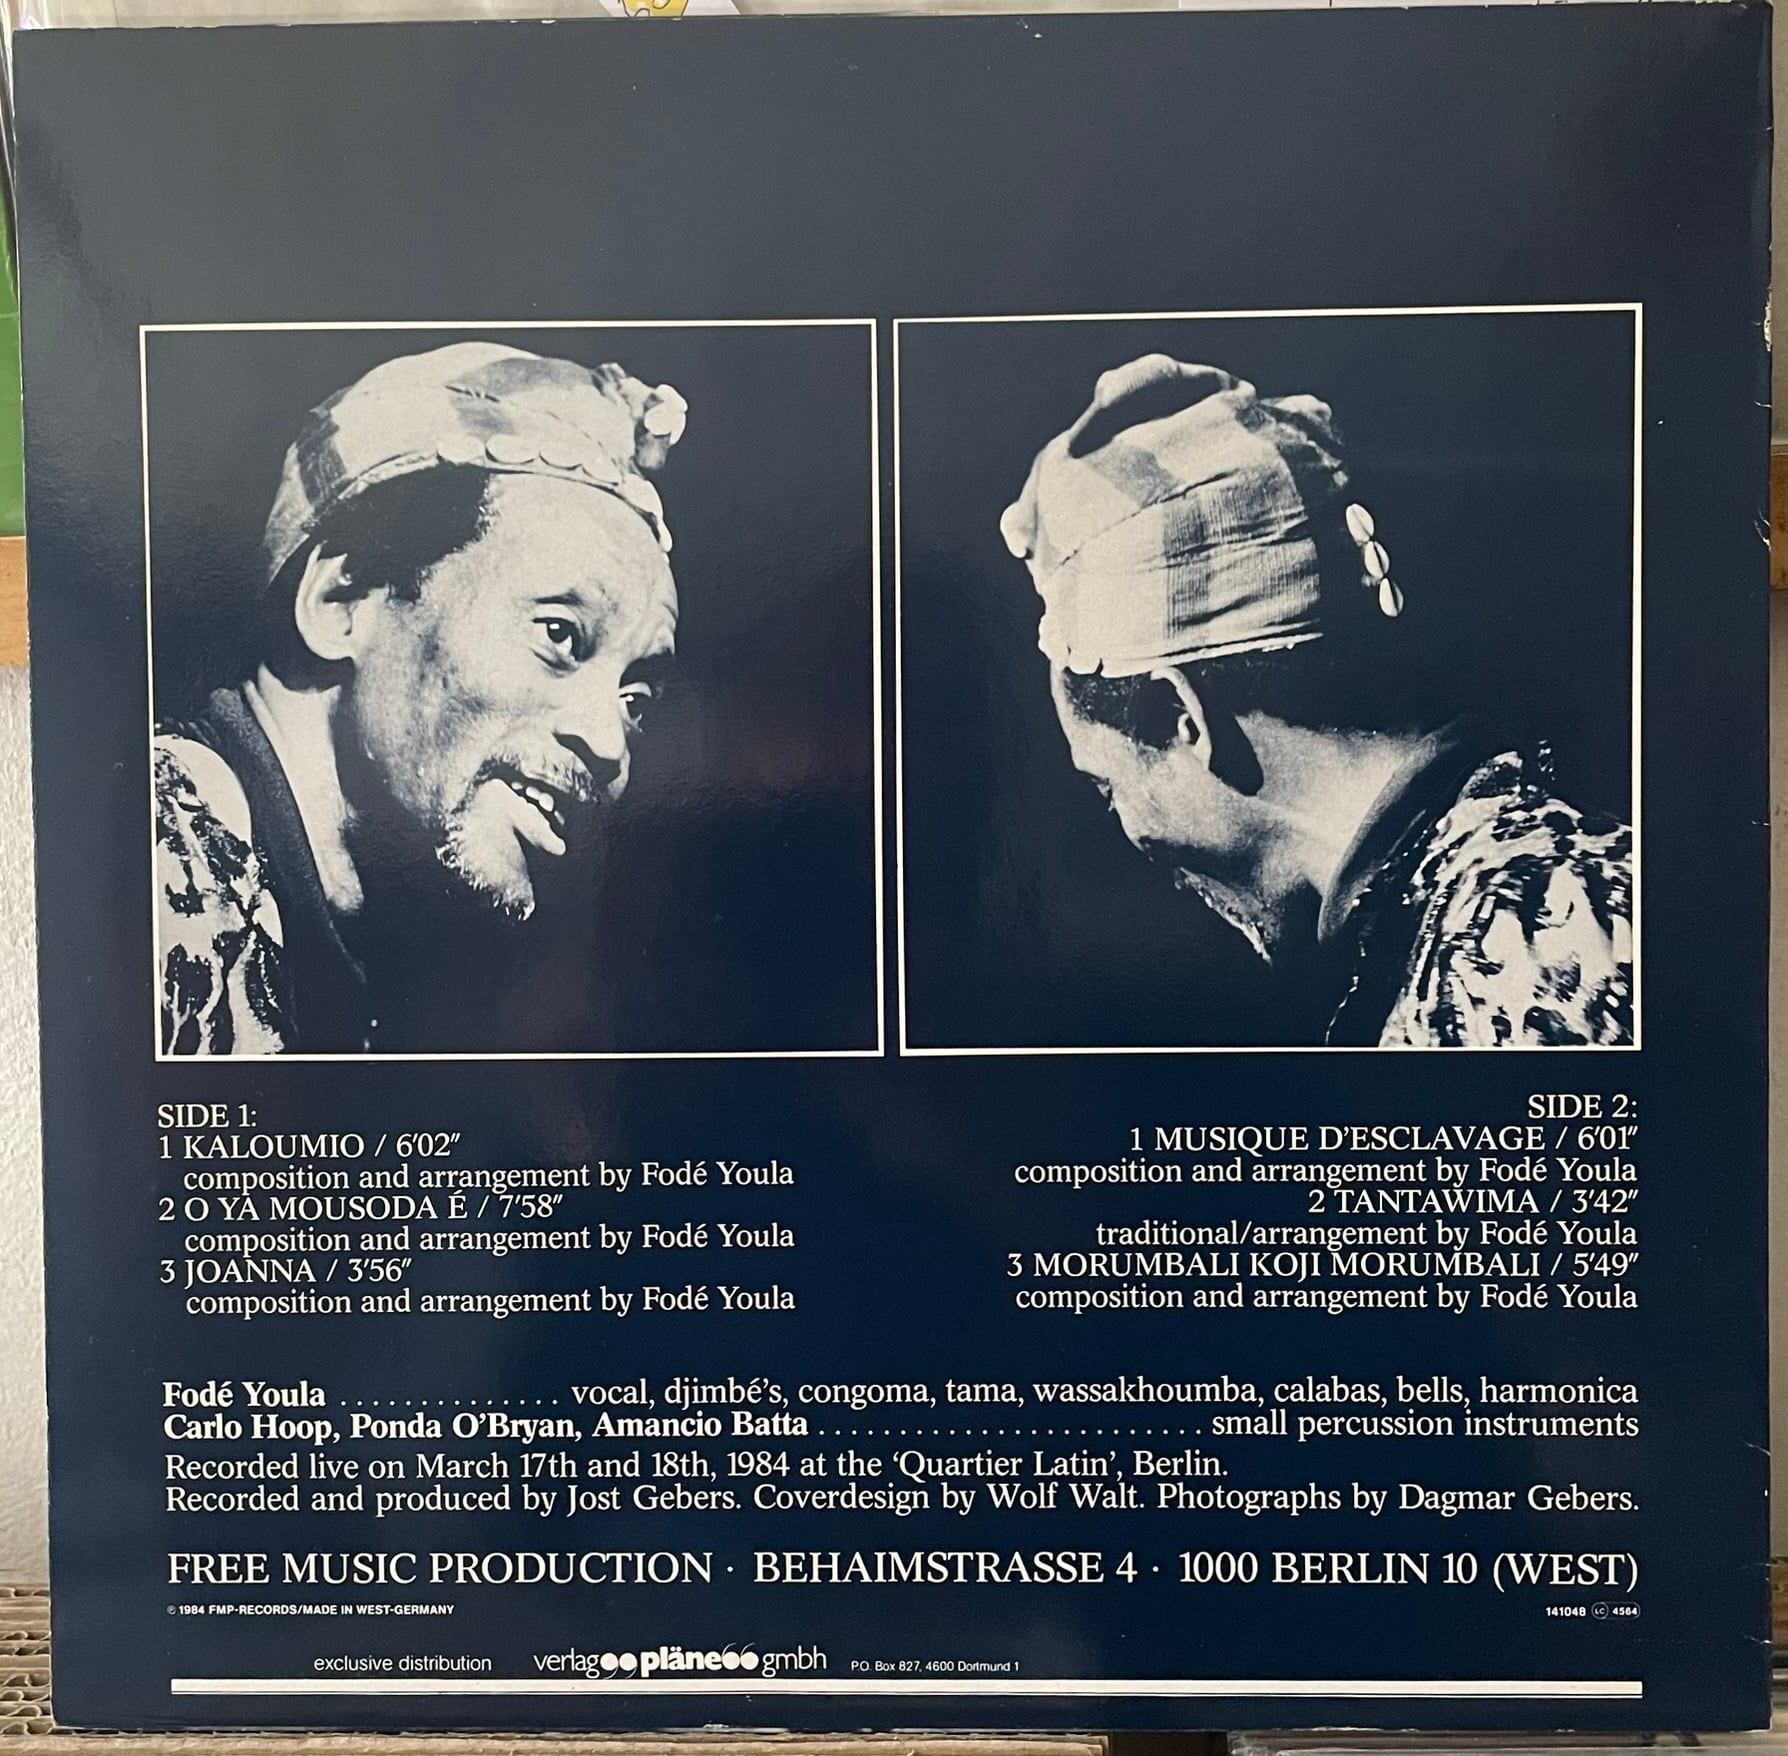 SIDE 1:
1 KALOUMIO / 6'02"
composition and arrangement by Fodé Youla
2 O YA MOUSODA É / 7'58"
composition and arrangement by Fodé Youla
3 JOANNA / 3'56"
composition and arrangement by Fodé Youla
SIDE 2:
1 MUSIQUE D'ESCLAVAGE / 6'01"
composition and arrangement by Fodé Youla
2 TANTAWIMA / 3'42"
traditional/arrangement by Fodé Youla
3 MORUMBALI KOJI MORUMBALI / 5'49"
composition and arrangement by Fodé Youla
Fodé Youla .............. vocal, djimbé's, congoma, tama, wassakhoumba, calabas, bells, harmonica
Carlo Hoop, Ponda O'Bryan, Amancio Batta ........................ small percussion instruments
Recorded live on March 17th and 18th, 1984 at the 'Quartier Latin', Berlin.
Recorded and produced by Jost Gebers. Coverdesign by Wolf Walt. Photographs by Dagmar Gebers.
FREE MUSIC PRODUCTION · BEHAIMSTRASSE 4 · 1000 BERLIN 10 (WEST)
℗ 1984 FMP-RECORDS/MADE IN WEST-GERMANY 141048 LC 4564
exclusive distribution verlag pläne gmbh P.O. Box 827, 4600 Dortmund 1